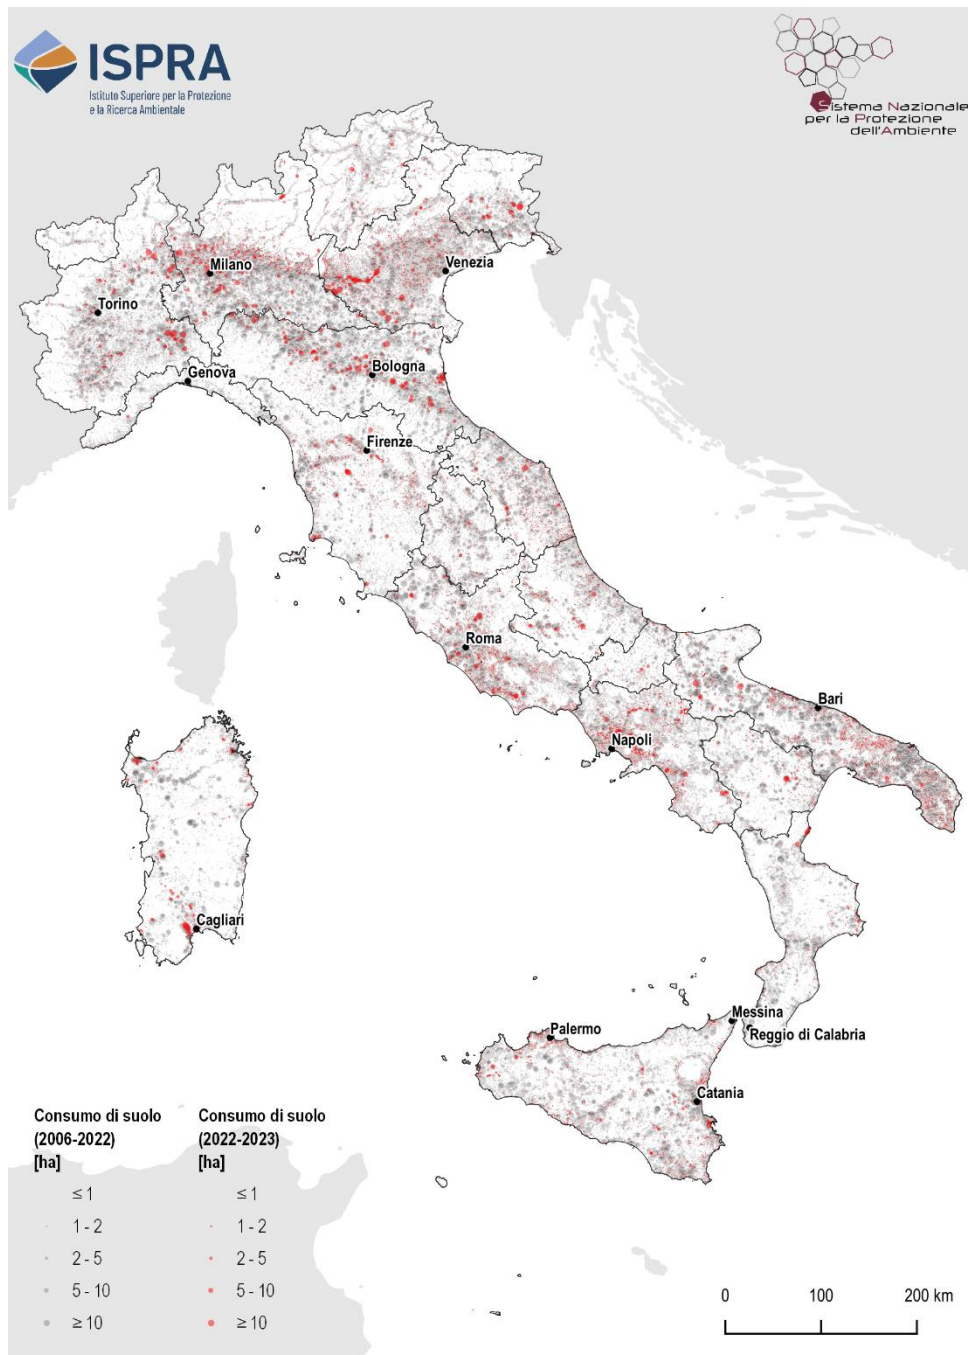 ISPRA
Istituto Superiore per la Protezione
e la Ricerca Ambientale
Sistema Nazionale
per la Protezione
dell'Ambiente
Milano
Venezia
Torino
Bologna
Genova
Firenze
Roma
Bari
Napoli
Cagliari
Messina
Palermo
Reggio di Calabria
Catania
Consumo di suolo
(2006-2022)
[ha]
≤ 1
1 - 2
2 - 5
5 - 10
≥ 10
Consumo di suolo
(2022-2023)
[ha]
≤ 1
1 - 2
2 - 5
5 - 10
≥ 10
0 100 200 km